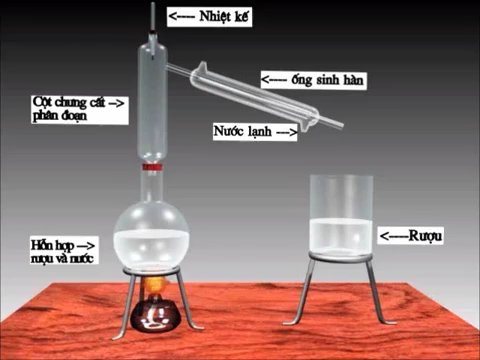 <---- Nhiệt kế
<---- ống sinh hàn
Cột chưng cất -->
phân đoạn
Nước lạnh --->
Hỗn hợp -->
rượu và nước
<----Rượu